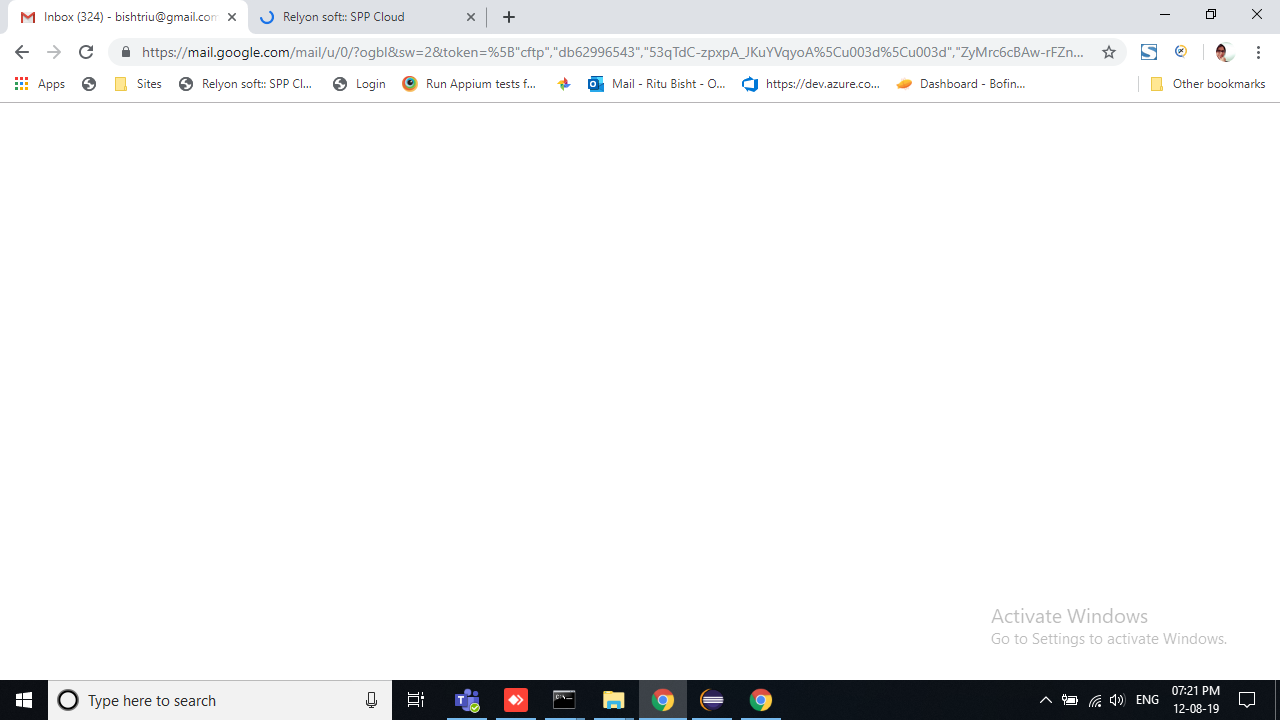 Inbox (324) - bishtriu@gmail.com
Relyon soft:: SPP Cloud
https://mail.google.com/mail/u/0/?ogbl&sw=2&token=%5B"cftp","db62996543","53qTdC-zpxpA_JKuYVqyoA%5Cu003d%5Cu003d","ZyMrc6cBAw-rFZn...
Apps
Sites
Relyon soft:: SPP Cl...
Login
Run Appium tests f...
Mail - Ritu Bisht - O...
https://dev.azure.co...
Dashboard - Bofin...
Other bookmarks
Activate Windows
Go to Settings to activate Windows.
Type here to search
ENG
07:21 PM
12-08-19